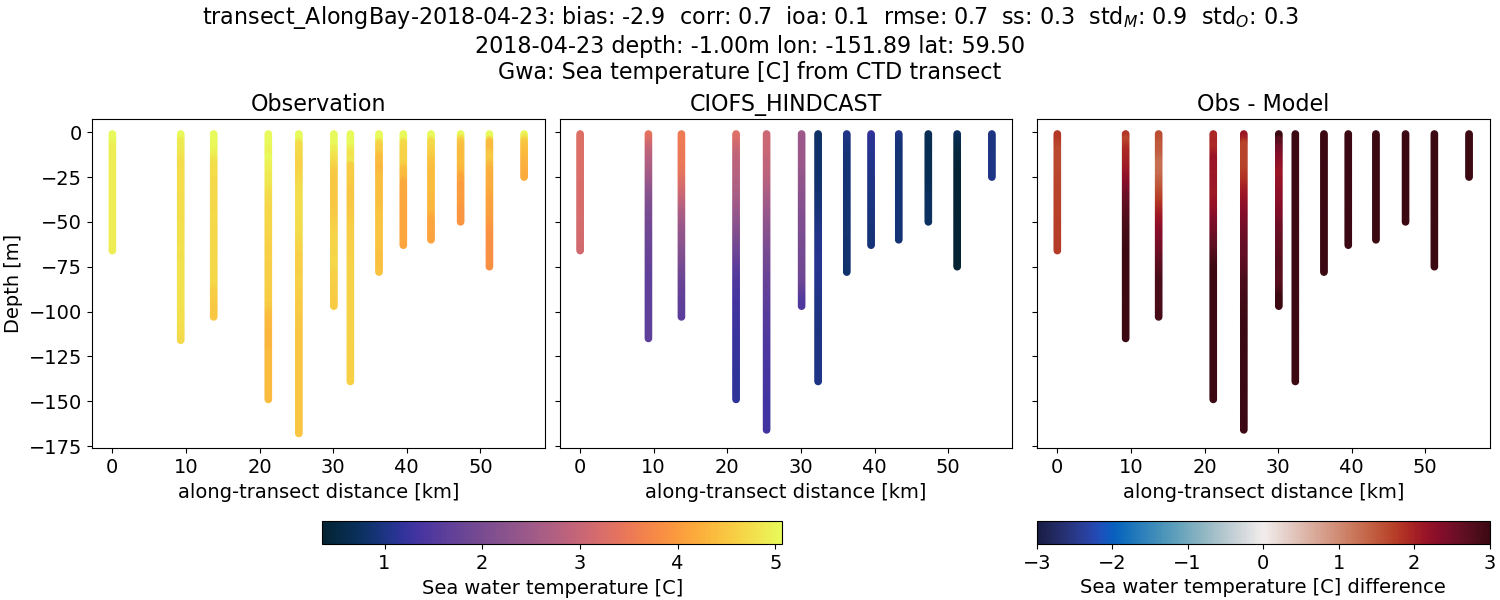 transect_AlongBay-2018-04-23: bias: -2.9 corr: 0.7 ioa: 0.1 rmse: 0.7 ss: 0.3 std_M: 0.9 std_O: 0.3
2018-04-23 depth: -1.00m lon: -151.89 lat: 59.50
Gwa: Sea temperature [C] from CTD transect
Observation
CIOFS_HINDCAST
Obs - Model
Depth [m]
0
−25
−50
−75
−100
−125
−150
−175
0 10 20 30 40 50
along-transect distance [km]
0 10 20 30 40 50
along-transect distance [km]
0 10 20 30 40 50
along-transect distance [km]
1 2 3 4 5
Sea water temperature [C]
−3 −2 −1 0 1 2 3
Sea water temperature [C] difference